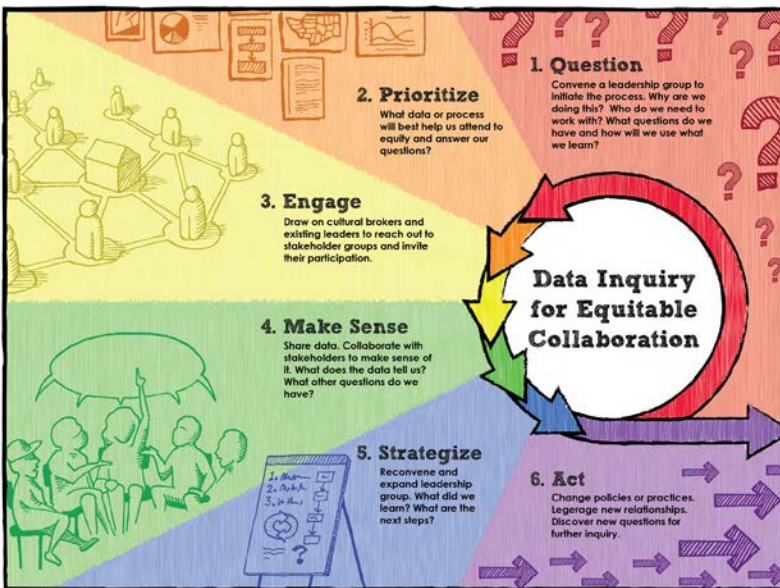 1. Question
Convene a leadership group to
initiate the process. Why are we
doing this?  Who do we need to
work with? What questions do we
have and how will we use what
we learn?
2. Prioritize
What data or process
will best help us attend to
equity and answer our
questions?
3. Engage
Draw on cultural brokers and
existing leaders to reach out to
stakeholder groups and invite
their participation.
Data Inquiry
for Equitable
Collaboration
4. Make Sense
Share data. Collaborate with
stakeholders to make sense of
it. What does the data tell us?
What other questions do we
have?
5. Strategize
Reconvene and
expand leadership
group. What did we
learn? What are the
next steps?
6. Act
Change policies or practices.
Legerage new relationships.
Discover new questions for
further inquiry.